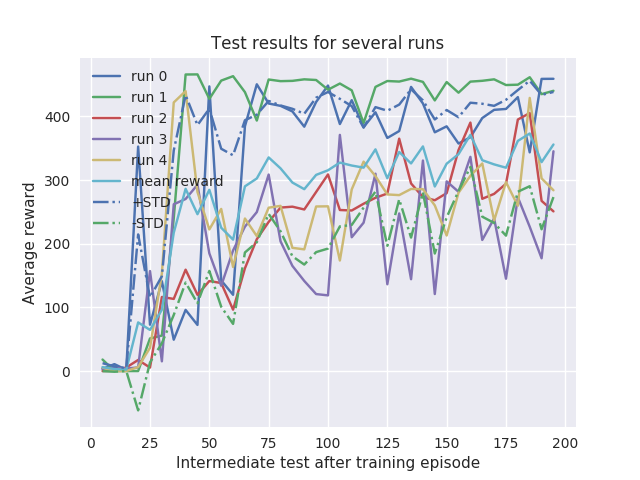 Test results for several runs
run 0
run 1
run 2
run 3
run 4
mean reward
+STD
-STD
Average reward
400
300
200
100
0
0
25
50
75
100
125
150
175
200
Intermediate test after training episode